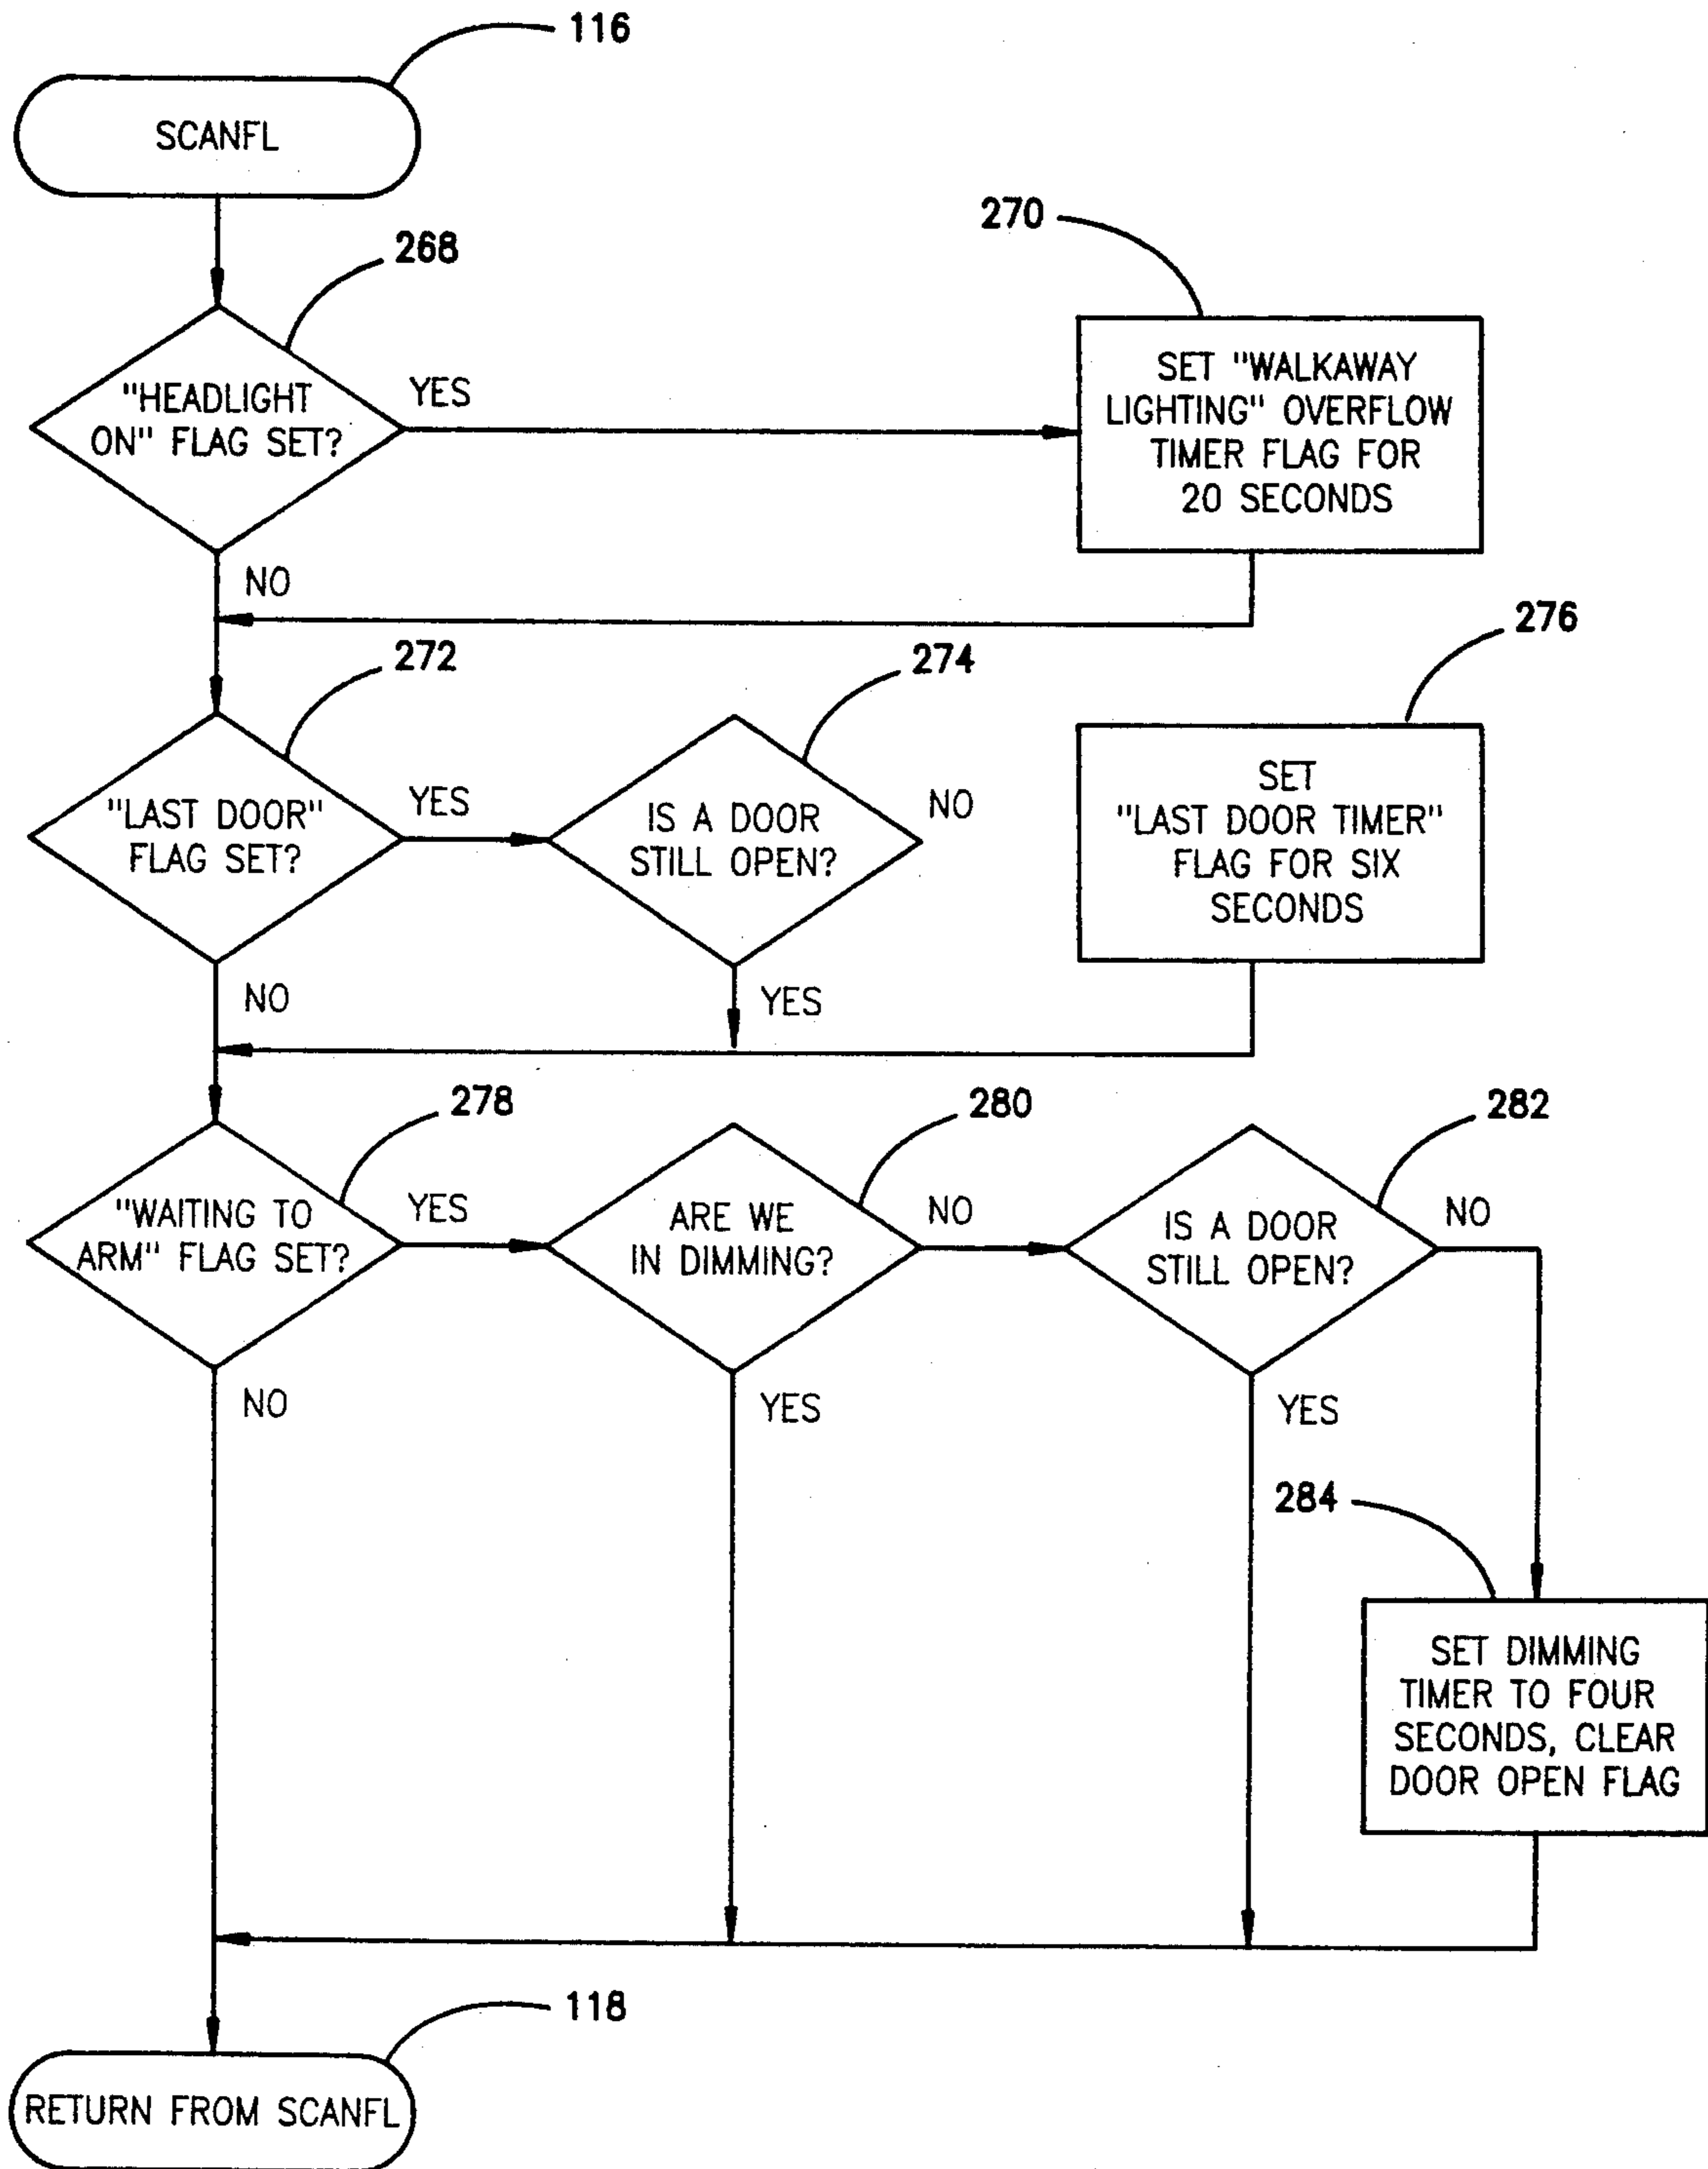 116
SCANFL
268
270
"HEADLIGHT
ON" FLAG SET?
YES
NO
SET "WALKAWAY
LIGHTING" OVERFLOW
TIMER FLAG FOR
20 SECONDS
272
274
276
"LAST DOOR"
FLAG SET?
YES
NO
IS A DOOR
STILL OPEN?
NO
YES
SET
"LAST DOOR TIMER"
FLAG FOR SIX
SECONDS
278
280
282
"WAITING TO
ARM" FLAG SET?
YES
NO
ARE WE
IN DIMMING?
NO
YES
IS A DOOR
STILL OPEN?
NO
YES
284
SET DIMMING
TIMER TO FOUR
SECONDS, CLEAR
DOOR OPEN FLAG
118
RETURN FROM SCANFL